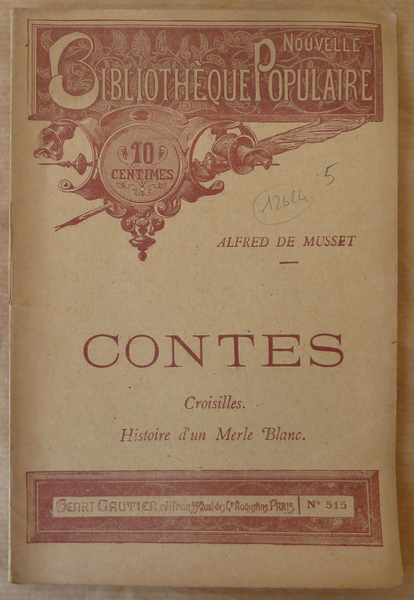 NOUVELLE
BIBLIOTHÈQUE POPULAIRE
10
CENTIMES
5
12624
ALFRED DE MUSSET
CONTES
Croisilles.
Histoire d'un Merle Blanc.
HENRI GAUTIER, éditeur, 55 Quai des Gds Augustins, PARIS N° 515